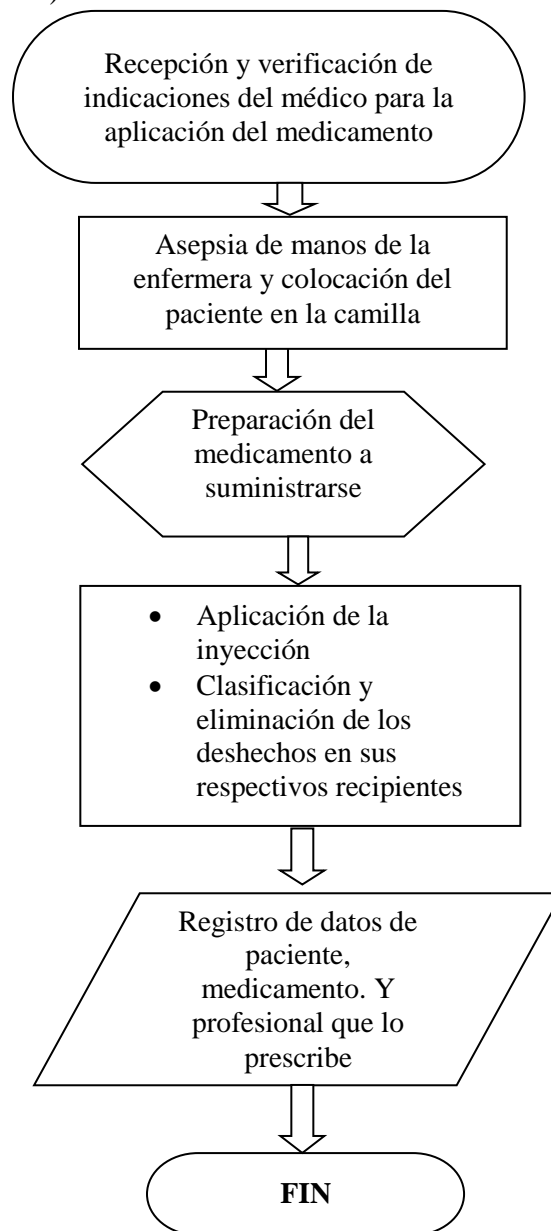 )
Recepción y verificación de
indicaciones del médico para la
aplicación del medicamento
Asepsia de manos de la
enfermera y colocación del
paciente en la camilla
Preparación del
medicamento a
suministrarse
• Aplicación de la
inyección
• Clasificación y
eliminación de los
deshechos en sus
respectivos recipientes
Registro de datos de
paciente,
medicamento. Y
profesional que lo
prescribe
FIN